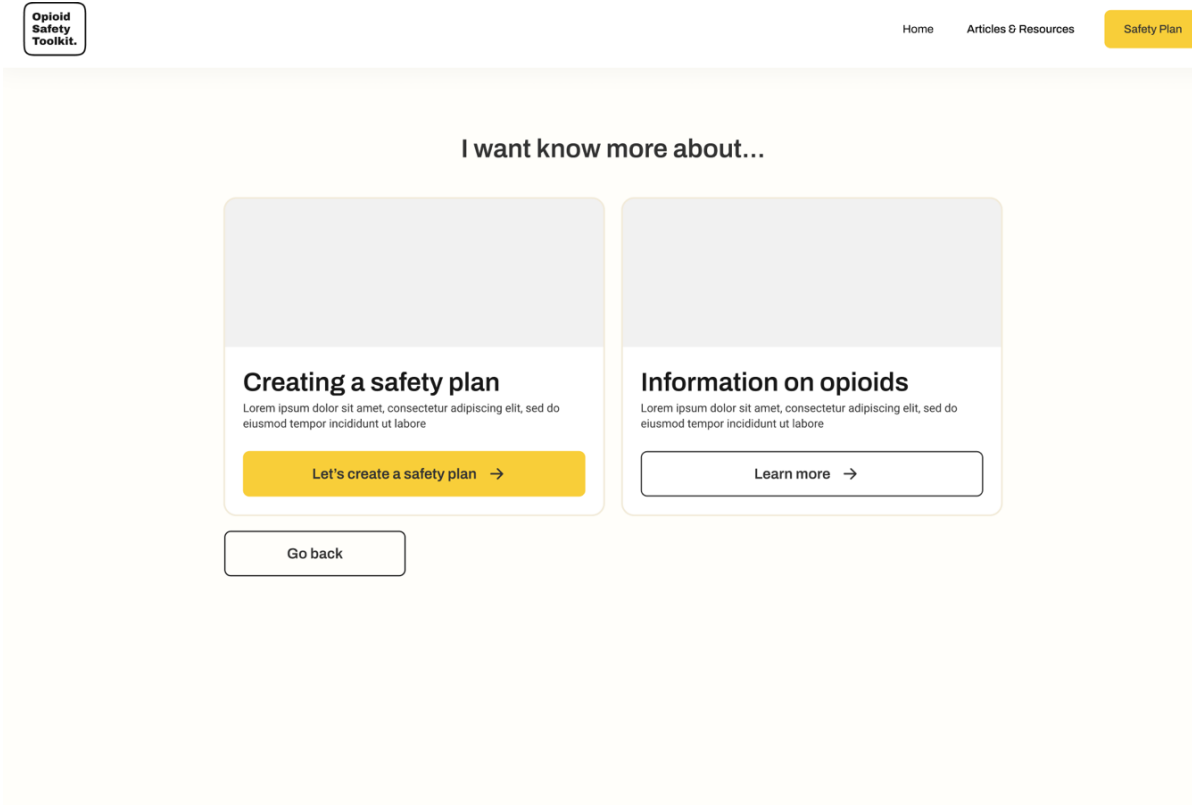 Opioid
Safety
Toolkit.
Home
Articles & Resources
Safety Plan
I want know more about...
Creating a safety plan
Lorem ipsum dolor sit amet, consectetur adipiscing elit, sed do
eiusmod tempor incididunt ut labore
Let's create a safety plan →
Information on opioids
Lorem ipsum dolor sit amet, consectetur adipiscing elit, sed do
eiusmod tempor incididunt ut labore
Learn more →
Go back